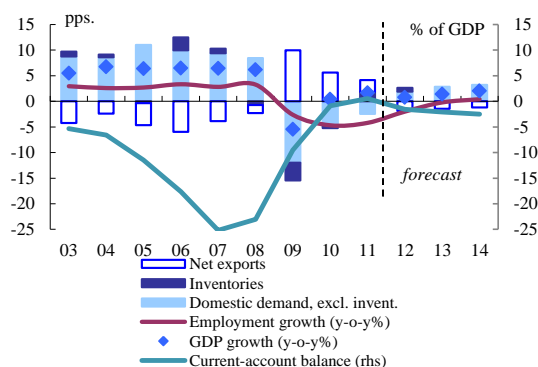 pps. % of GDP
15 15
10 10
5 5
0 0
-5 -5
-10 -10
-15 -15
forecast
-20 -20
-25 -25
03 04 05 06 07 08 09 10 11 12 13 14
Net exports
Inventories
Domestic demand, excl. invent.
Employment growth (y-o-y%)
GDP growth (y-o-y%)
Current-account balance (rhs)